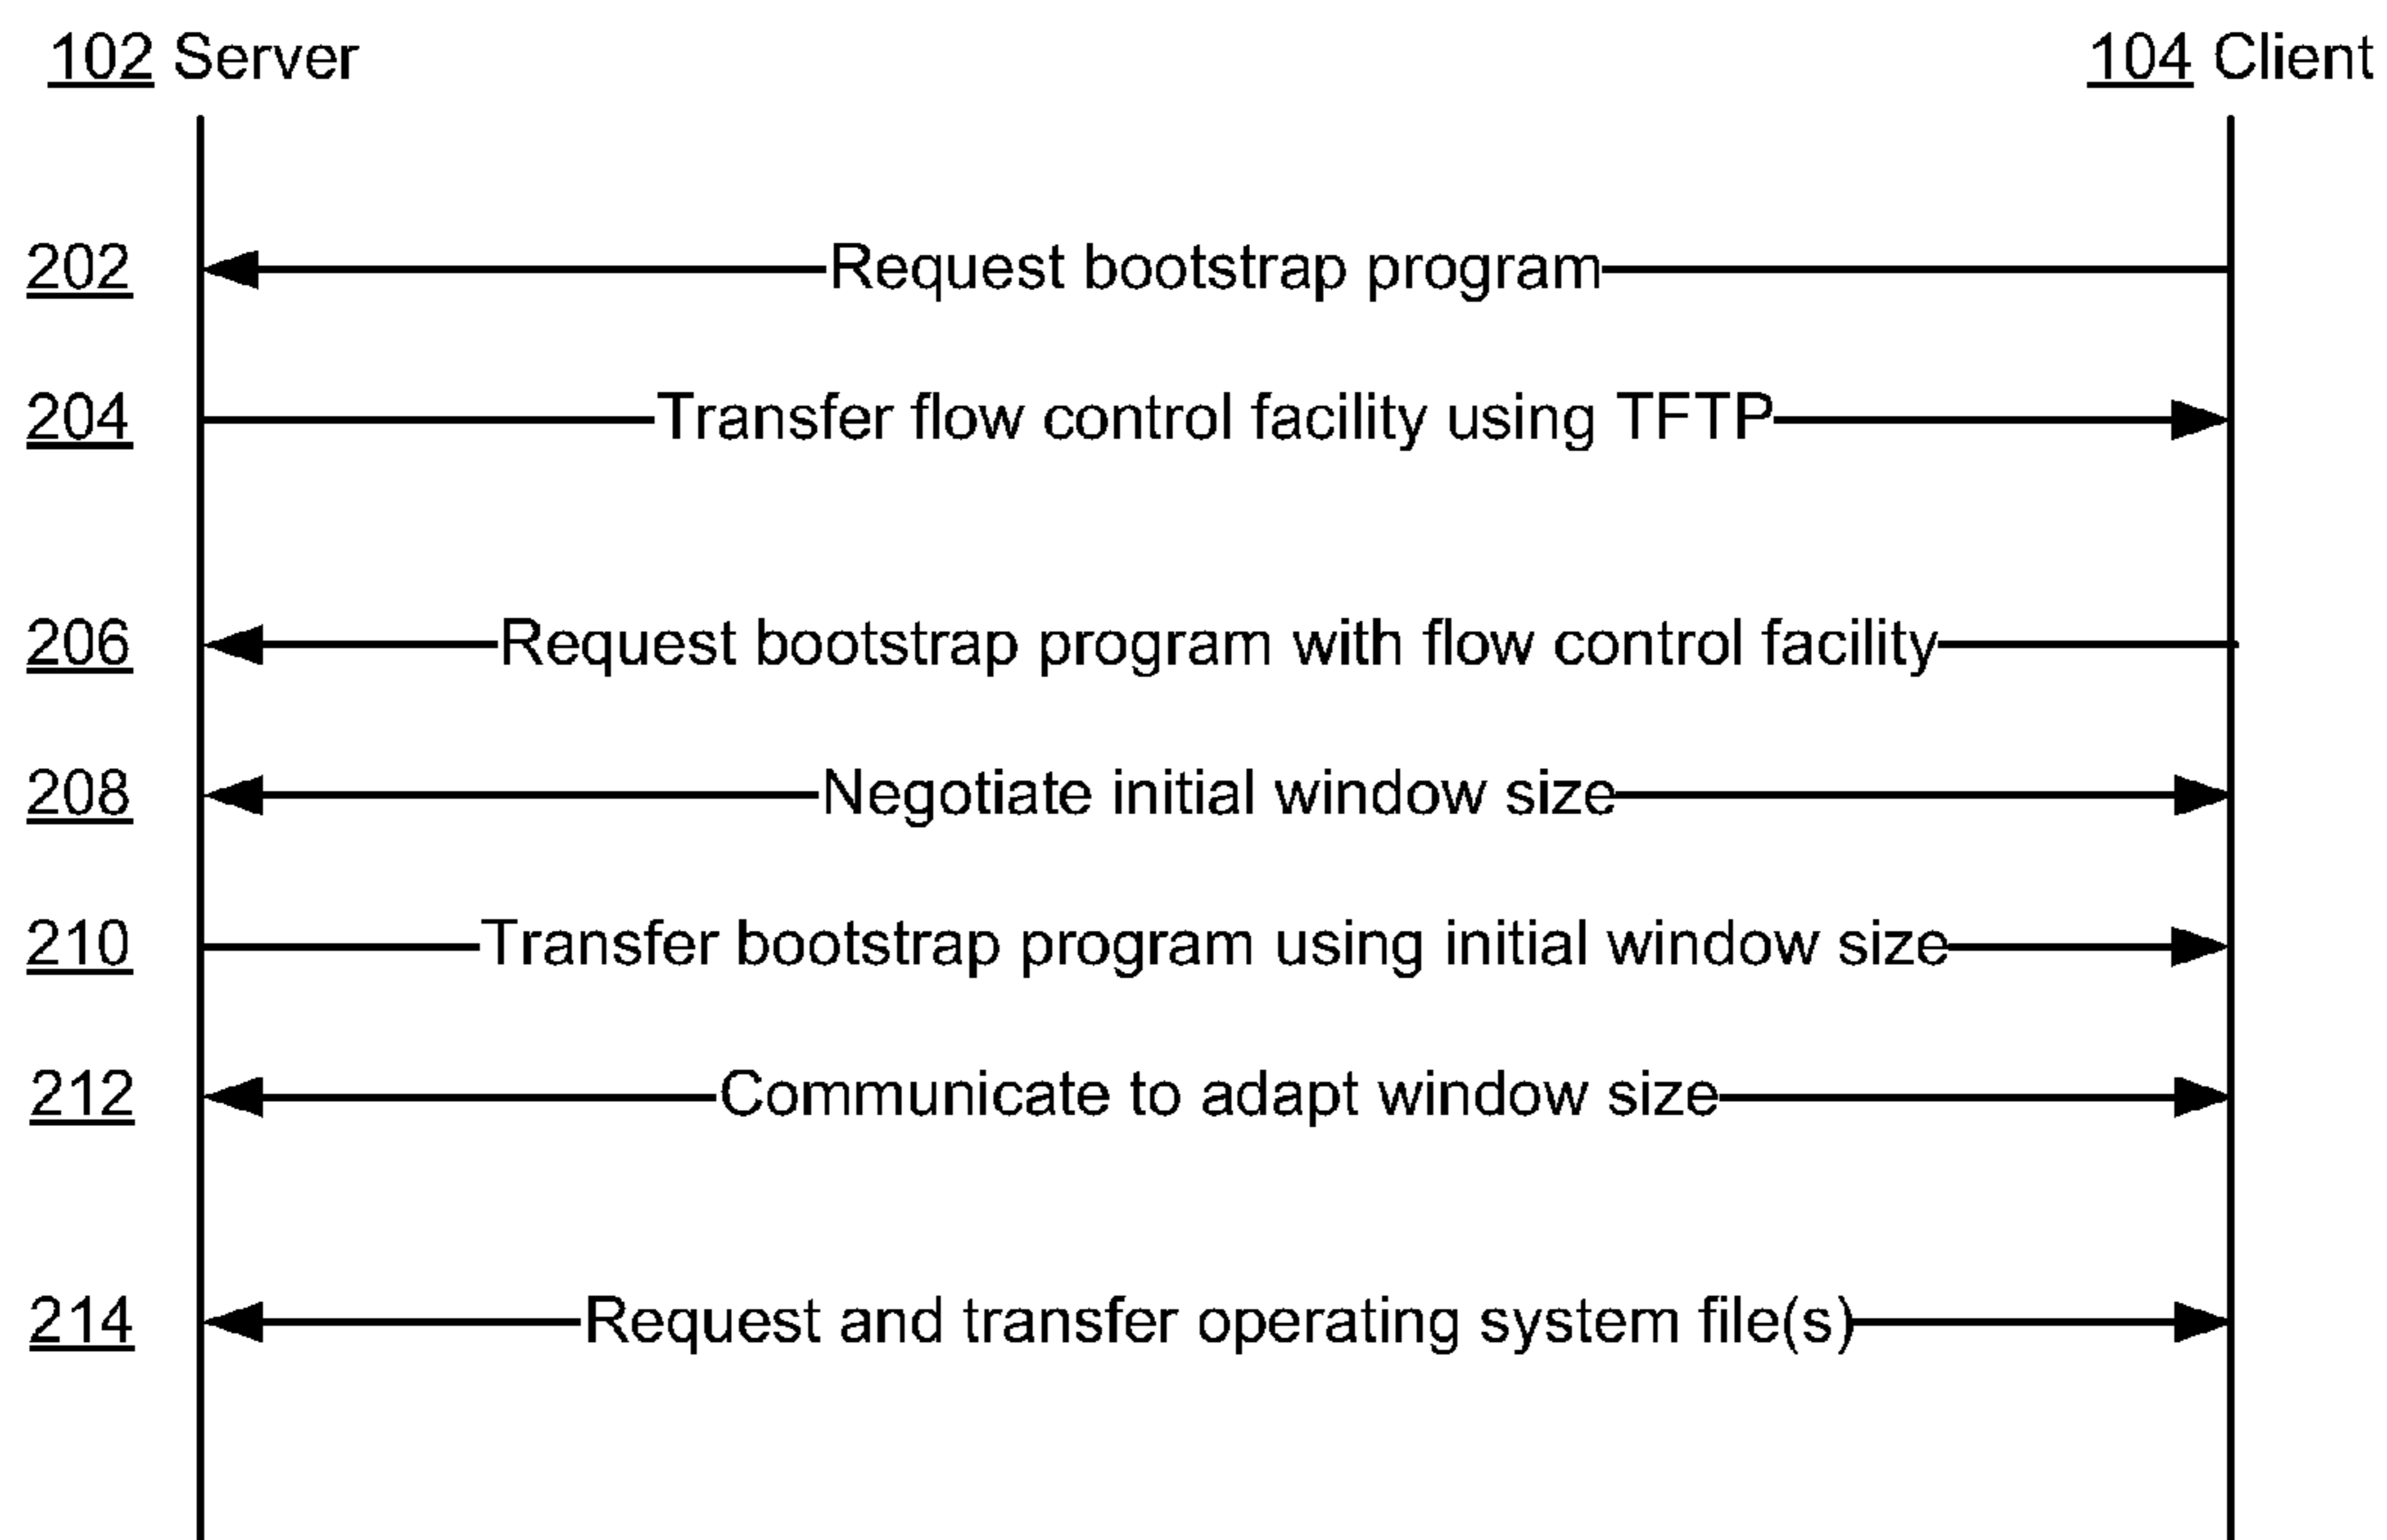 102 Server
104 Client
202 Request bootstrap program
204 Transfer flow control facility using TFTP
206 Request bootstrap program with flow control facility
208 Negotiate initial window size
210 Transfer bootstrap program using initial window size
212 Communicate to adapt window size
214 Request and transfer operating system file(s)